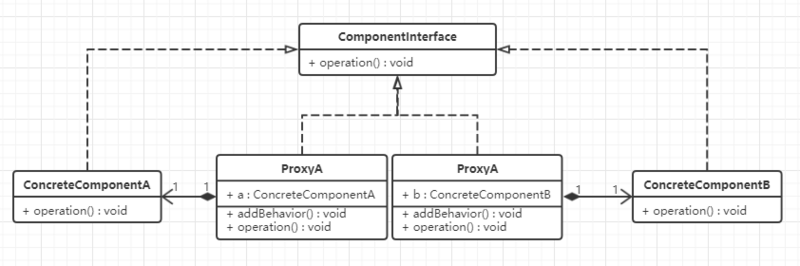 ComponentInterface
+ operation() : void
ConcreteComponentA
+ operation() : void
1
1
ProxyA
+ a : ConcreteComponentA
+ addBehavior() : void
+ operation() : void
ProxyA
+ b : ConcreteComponentB
+ addBehavior() : void
+ operation() : void
1
1
ConcreteComponentB
+ operation() : void